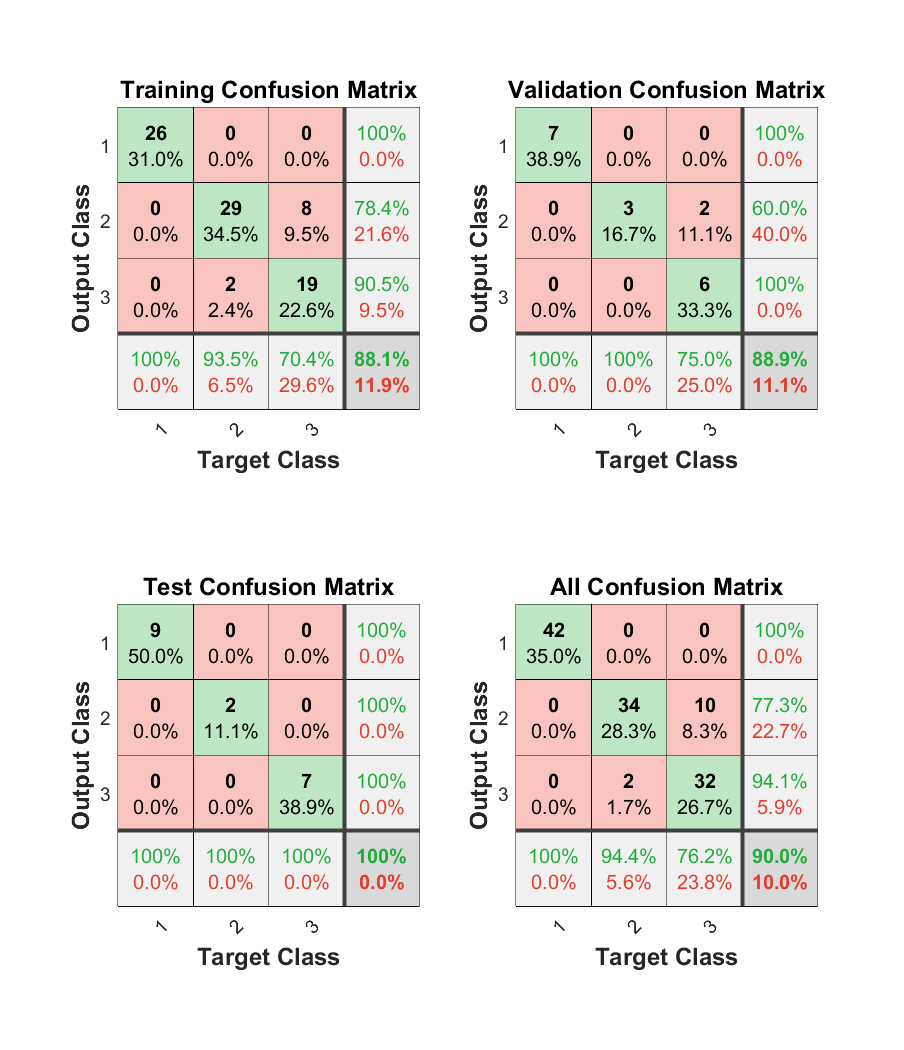 Training Confusion Matrix
26 0 0 100%
31.0% 0.0% 0.0% 0.0%
1
0 29 8 78.4%
0.0% 34.5% 9.5% 21.6%
2
0 2 19 90.5%
0.0% 2.4% 22.6% 9.5%
3
100% 93.5% 70.4% 88.1%
0.0% 6.5% 29.6% 11.9%
Output Class
1 2 3
Target Class
Validation Confusion Matrix
7 0 0 100%
38.9% 0.0% 0.0% 0.0%
1
0 3 2 60.0%
0.0% 16.7% 11.1% 40.0%
2
0 0 6 100%
0.0% 0.0% 33.3% 0.0%
3
100% 100% 75.0% 88.9%
0.0% 0.0% 25.0% 11.1%
Output Class
1 2 3
Target Class
Test Confusion Matrix
9 0 0 100%
50.0% 0.0% 0.0% 0.0%
1
0 2 0 100%
0.0% 11.1% 0.0% 0.0%
2
0 0 7 100%
0.0% 0.0% 38.9% 0.0%
3
100% 100% 100% 100%
0.0% 0.0% 0.0% 0.0%
Output Class
1 2 3
Target Class
All Confusion Matrix
42 0 0 100%
35.0% 0.0% 0.0% 0.0%
1
0 34 10 77.3%
0.0% 28.3% 8.3% 22.7%
2
0 2 32 94.1%
0.0% 1.7% 26.7% 5.9%
3
100% 94.4% 76.2% 90.0%
0.0% 5.6% 23.8% 10.0%
Output Class
1 2 3
Target Class